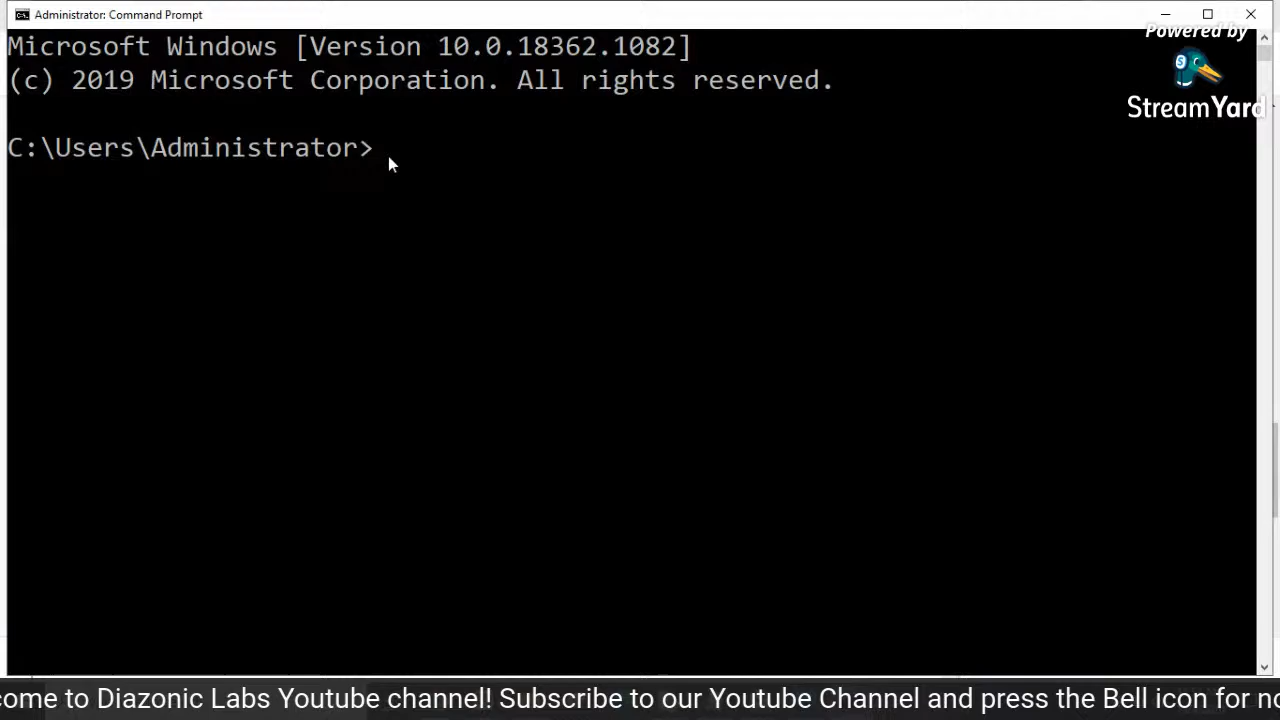 Administrator: Command Prompt
Microsoft Windows [Version 10.0.18362.1082]
(c) 2019 Microsoft Corporation. All rights reserved.
C:\Users\Administrator>
Powered by
S
StreamYard
come to Diazonic Labs Youtube channel! Subscribe to our Youtube Channel and press the Bell icon for no